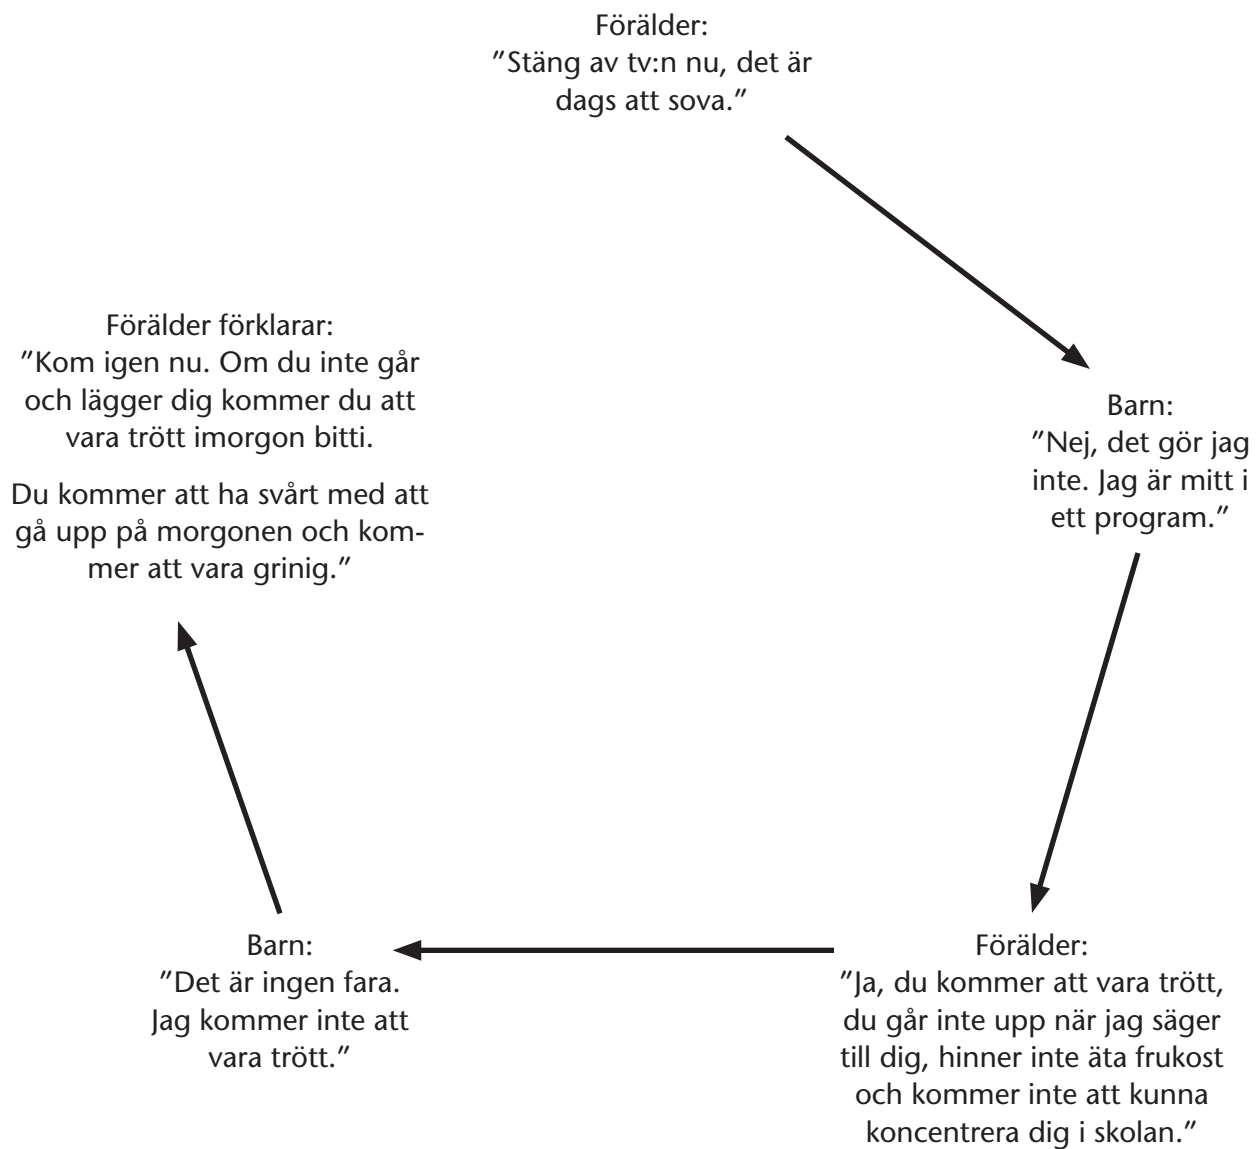 Förälder:
”Stäng av tv:n nu, det är
dags att sova.”
Barn:
”Nej, det gör jag
inte. Jag är mitt i
ett program.”
Förälder:
”Ja, du kommer att vara trött,
du går inte upp när jag säger
till dig, hinner inte äta frukost
och kommer inte att kunna
koncentrera dig i skolan.”
Barn:
”Det är ingen fara.
Jag kommer inte att
vara trött.”
Förälder förklarar:
”Kom igen nu. Om du inte går
och lägger dig kommer du att
vara trött imorgon bitti.
Du kommer att ha svårt med att
gå upp på morgonen och kom-
mer att vara grinig.”